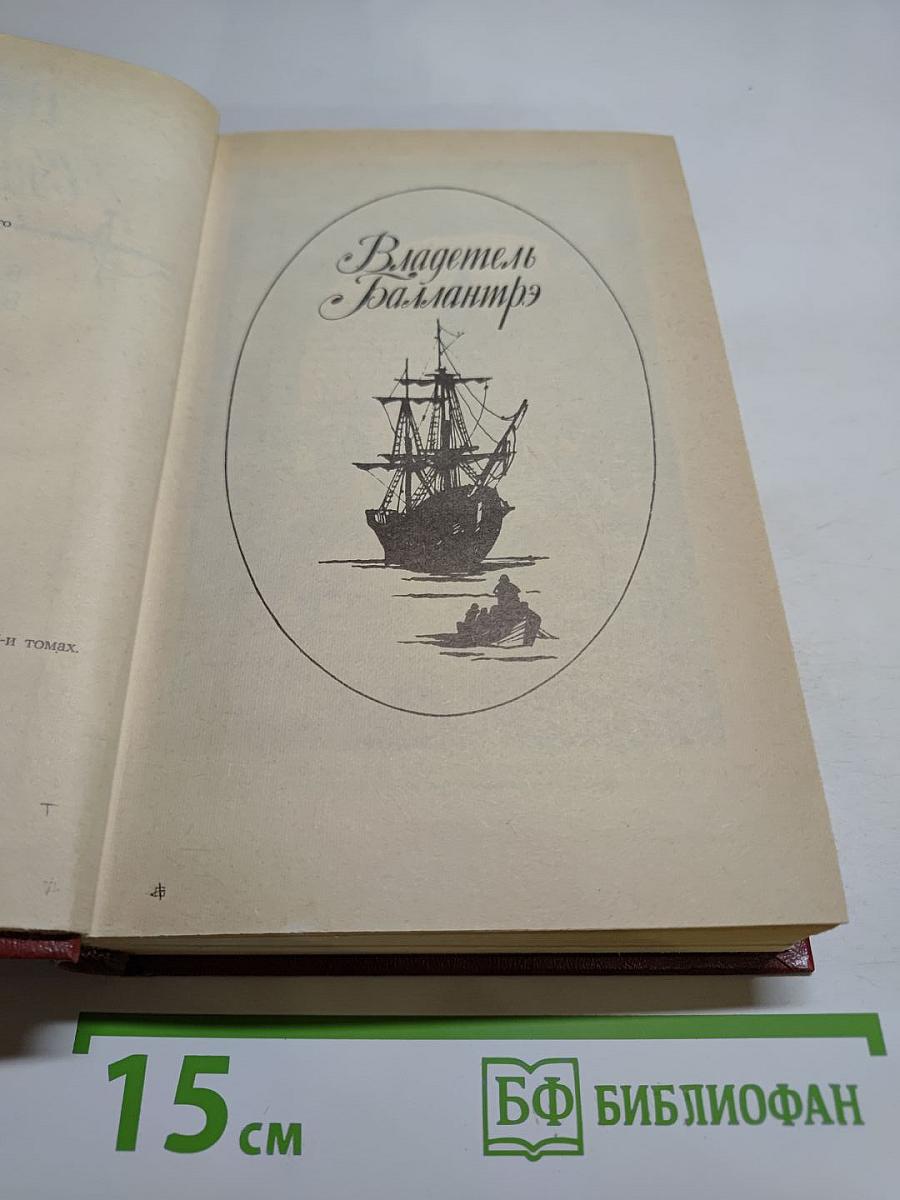 -и томах.
Владетель
Баллантрэ
15 см
БФ БИБЛИОФАН